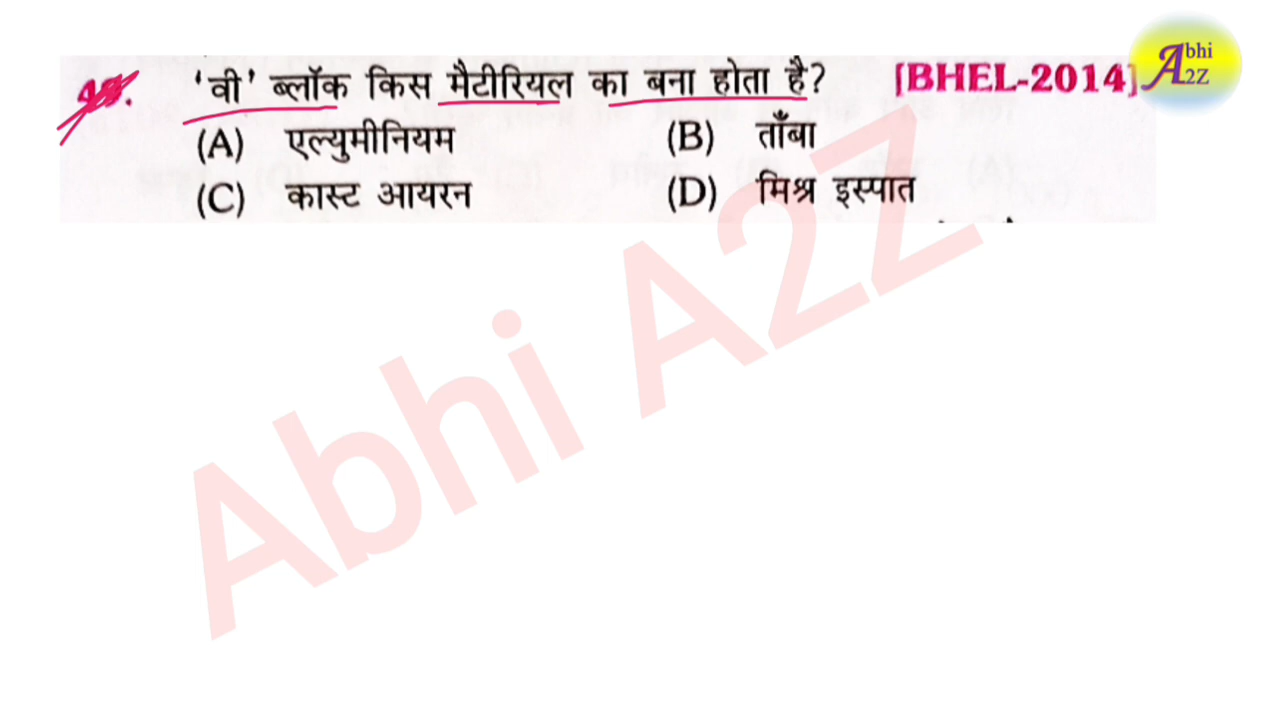 'वी' ब्लॉक किस मैटीरियल का बना होता है? [BHEL-2014]
(A) एल्युमीनियम (B) ताँबा
(C) कास्ट आयरन (D) मिश्र इस्पात
Abhi A2Z
Abhi A2Z